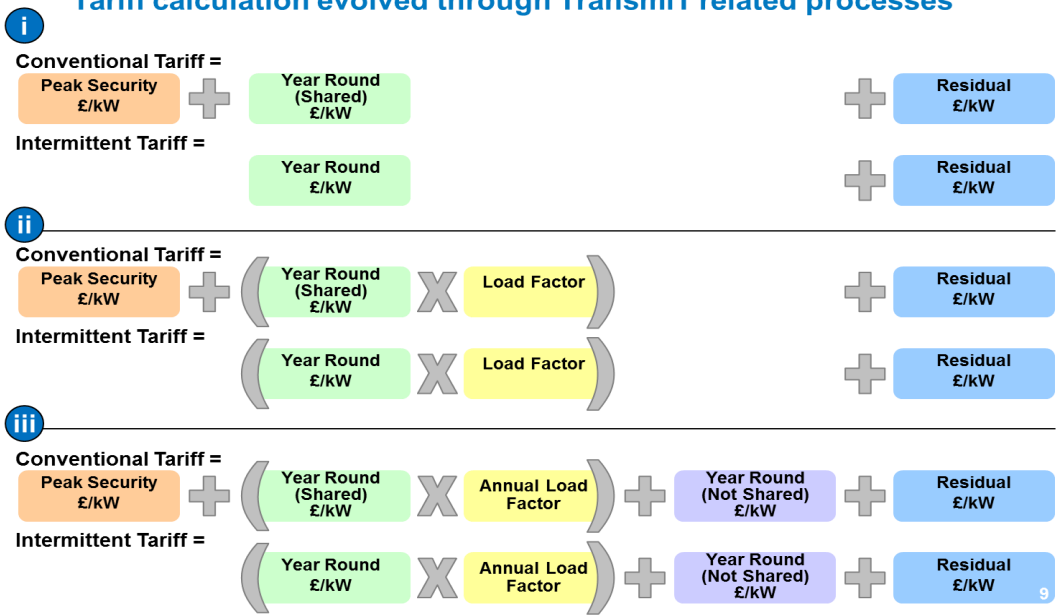 Tariff calculation evolved through TransmiT related processes
i
Conventional Tariff =
Peak Security
£/kW
Year Round
(Shared)
£/kW
Residual
£/kW
Intermittent Tariff =
Year Round
£/kW
Residual
£/kW
ii
Conventional Tariff =
Peak Security
£/kW
Year Round
(Shared)
£/kW
Load Factor
Residual
£/kW
Intermittent Tariff =
Year Round
£/kW
Load Factor
Residual
£/kW
iii
Conventional Tariff =
Peak Security
£/kW
Year Round
(Shared)
£/kW
Annual Load
Factor
Year Round
(Not Shared)
£/kW
Residual
£/kW
Intermittent Tariff =
Year Round
£/kW
Annual Load
Factor
Year Round
(Not Shared)
£/kW
Residual
£/kW
9